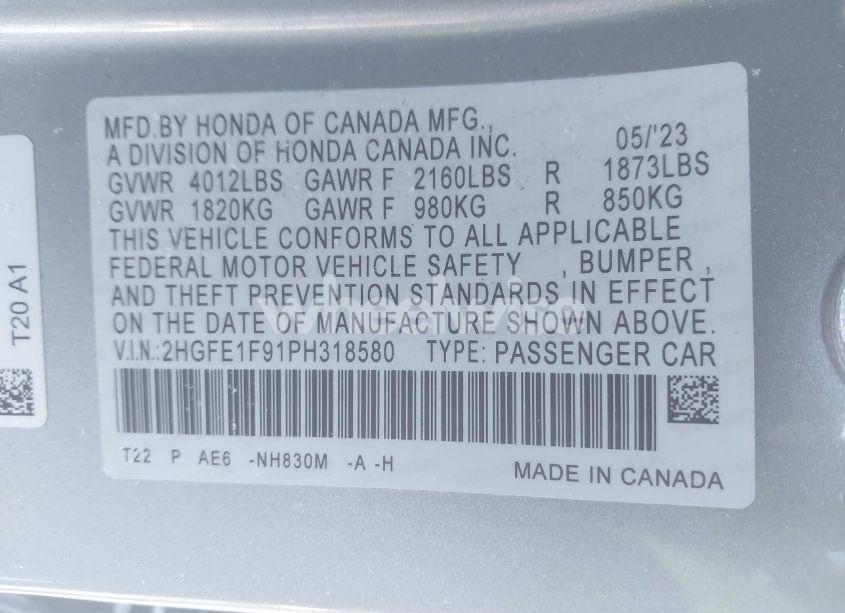 MFD.BY HONDA OF CANADA MFG.,
A DIVISION OF HONDA CANADA INC. 05/'23
GVWR 4012LBS GAWR F 2160LBS R 1873LBS
GVWR 1820KG GAWR F 980KG R 850KG
THIS VEHICLE CONFORMS TO ALL APPLICABLE
FEDERAL MOTOR VEHICLE SAFETY , BUMPER ,
AND THEFT PREVENTION STANDARDS IN EFFECT
ON THE DATE OF MANUFACTURE SHOWN ABOVE.
V.I.N.:2HGFE1F91PH318580 TYPE: PASSENGER CAR
T22 P AE6 -NH830M -A -H
MADE IN CANADA
T20 A1